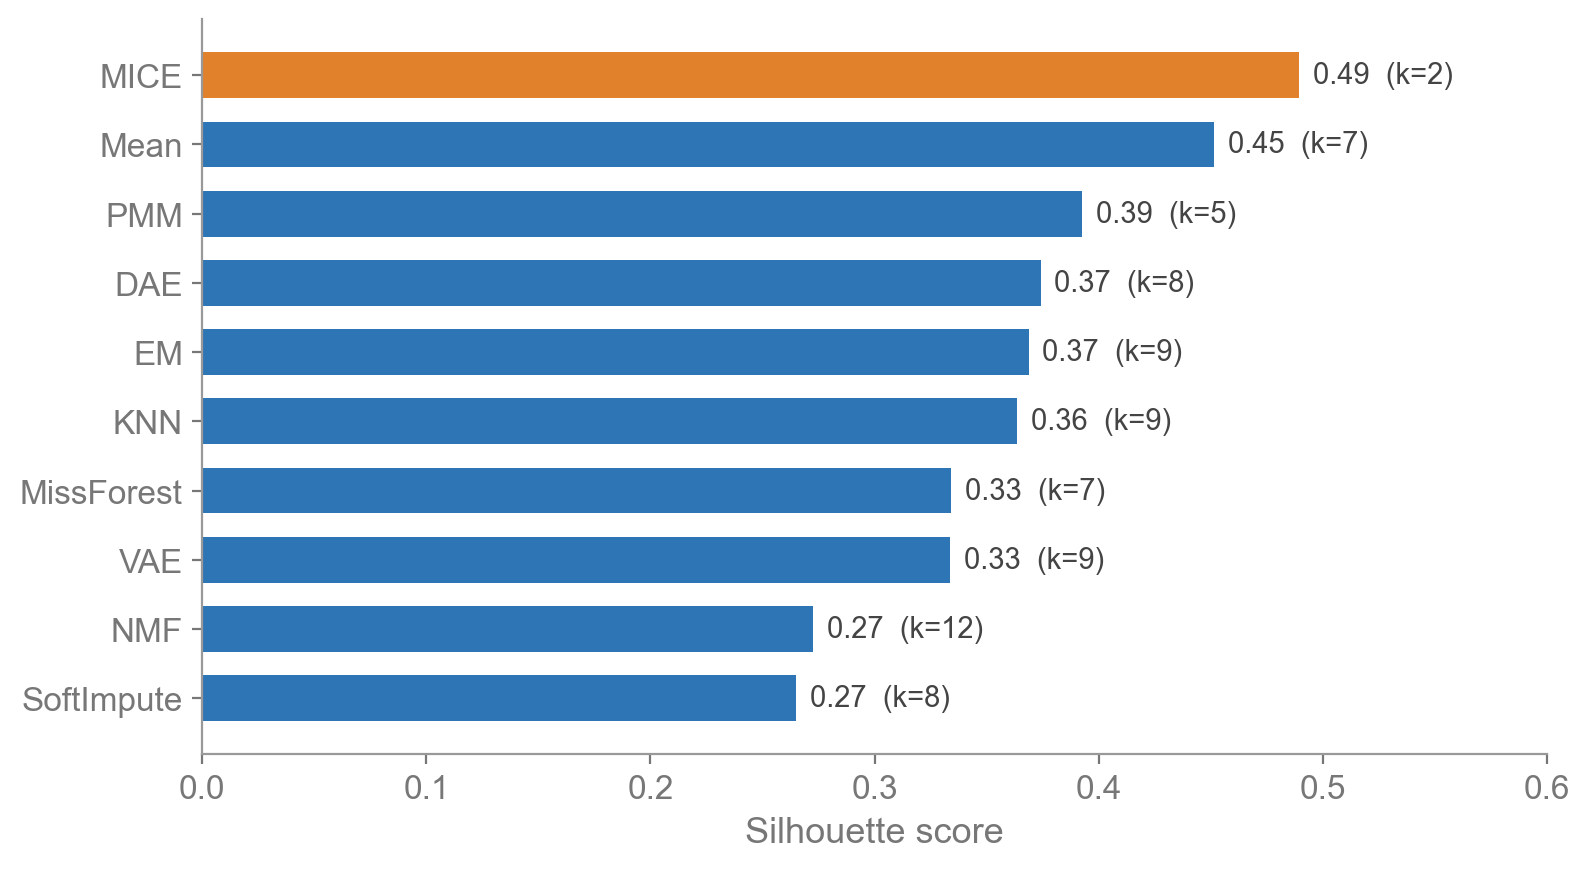 MICE 0.49 (k=2)
Mean 0.45 (k=7)
PMM 0.39 (k=5)
DAE 0.37 (k=8)
EM 0.37 (k=9)
KNN 0.36 (k=9)
MissForest 0.33 (k=7)
VAE 0.33 (k=9)
NMF 0.27 (k=12)
SoftImpute 0.27 (k=8)
0.0 0.1 0.2 0.3 0.4 0.5 0.6
Silhouette score